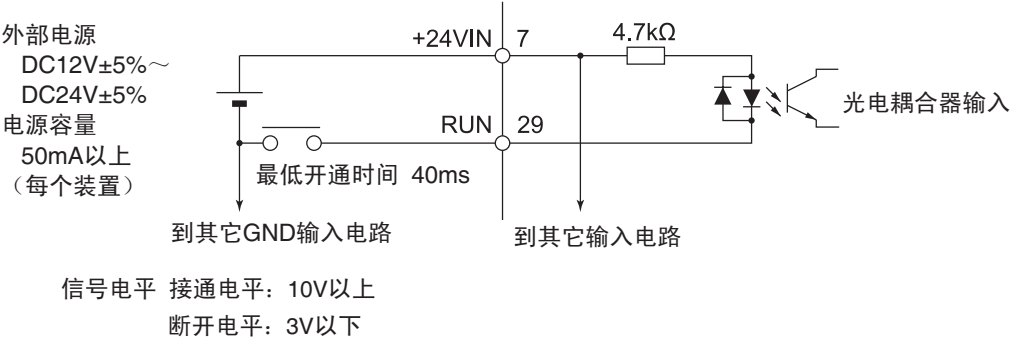 外部电源
DC12V±5%～
DC24V±5%
电源容量
50mA以上
（每个装置）
+24VIN 7
4.7kΩ
光电耦合器输入
RUN 29
最低开通时间 40ms
到其它GND输入电路
到其它输入电路
信号电平 接通电平：10V以上
断开电平：3V以下